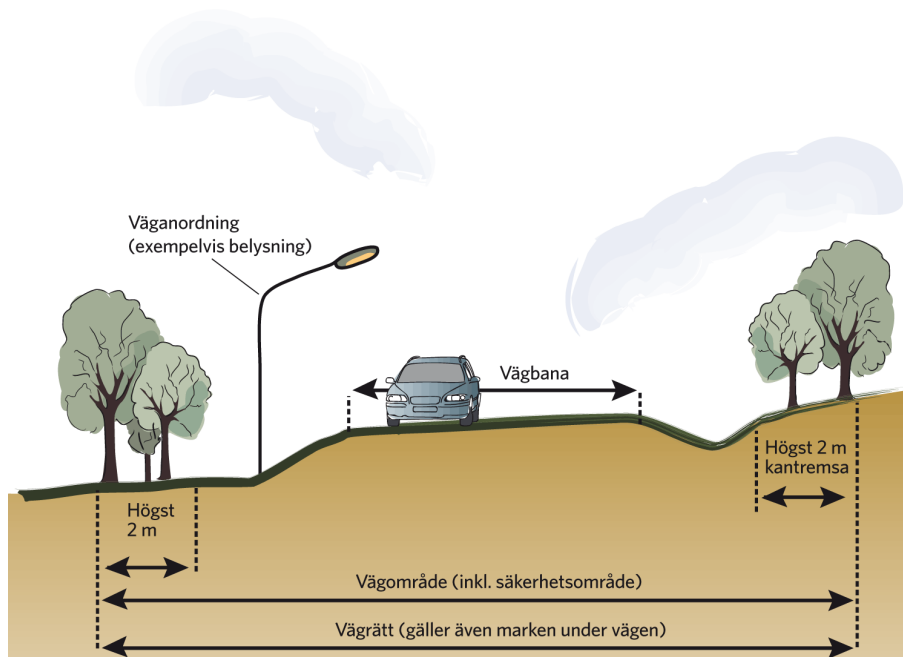 Väganordning
(exempelvis belysning)
Vägbana
Högst 2 m
kantremsa
Högst
2 m
Vägområde (inkl. säkerhetsområde)
Vägrätt (gäller även marken under vägen)